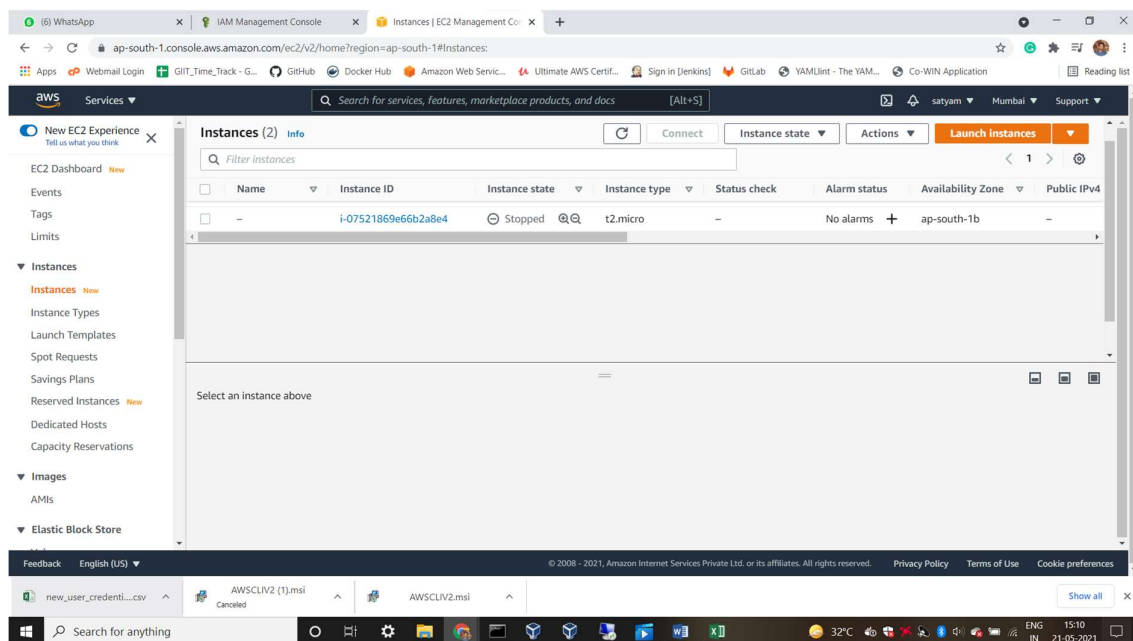 (6) WhatsApp
IAM Management Console
Instances | EC2 Management Con
ap-south-1.console.aws.amazon.com/ec2/v2/home?region=ap-south-1#Instances:
Apps Webmail Login GIIT_Time_Track - G... GitHub Docker Hub Amazon Web Servic... Ultimate AWS Certif... Sign in [Jenkins] GitLab YAMLlint - The YAM... Co-WIN Application Reading list
aws Services Search for services, features, marketplace products, and docs [Alt+S] satyam Mumbai Support
New EC2 Experience
Tell us what you think
EC2 Dashboard New
Events
Tags
Limits
Instances
Instances New
Instance Types
Launch Templates
Spot Requests
Savings Plans
Reserved Instances New
Dedicated Hosts
Capacity Reservations
Images
AMIs
Elastic Block Store
Instances (2) Info Connect Instance state Actions Launch instances
Filter instances 1
Name Instance ID Instance state Instance type Status check Alarm status Availability Zone Public IPv4
– i-07521869e66b2a8e4 Stopped t2.micro – No alarms + ap-south-1b –
Select an instance above
Feedback English (US) © 2008 - 2021, Amazon Internet Services Private Ltd. or its affiliates. All rights reserved. Privacy Policy Terms of Use Cookie preferences
new_user_credenti....csv
AWSCLIV2 (1).msi
Canceled
AWSCLIV2.msi
Show all
Search for anything
32°C
ENG
IN
15:10
21-05-2021